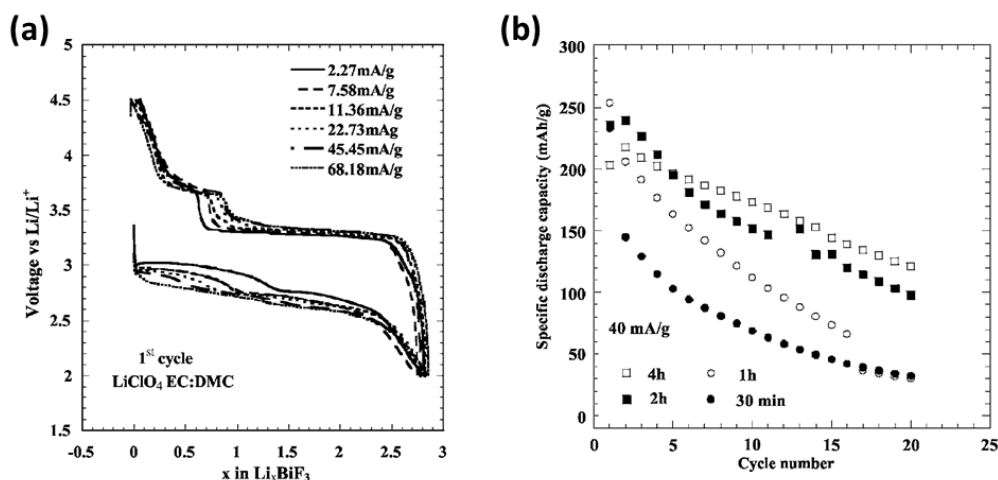 (a)
5
4.5
4
3.5
3
2.5
2
1.5
Voltage vs Li/Li⁺
2.27mA/g
7.58mA/g
11.36mA/g
22.73mAg
45.45mA/g
68.18mA/g
1ˢᵗ cycle
LiClO₄ EC:DMC
-0.5 0 0.5 1 1.5 2 2.5 3
x in LiₓBiF₃
(b)
300
250
200
150
100
50
0
Specific discharge capacity (mAh/g)
40 mA/g
4h 1h
2h 30 min
0 5 10 15 20 25
Cycle number